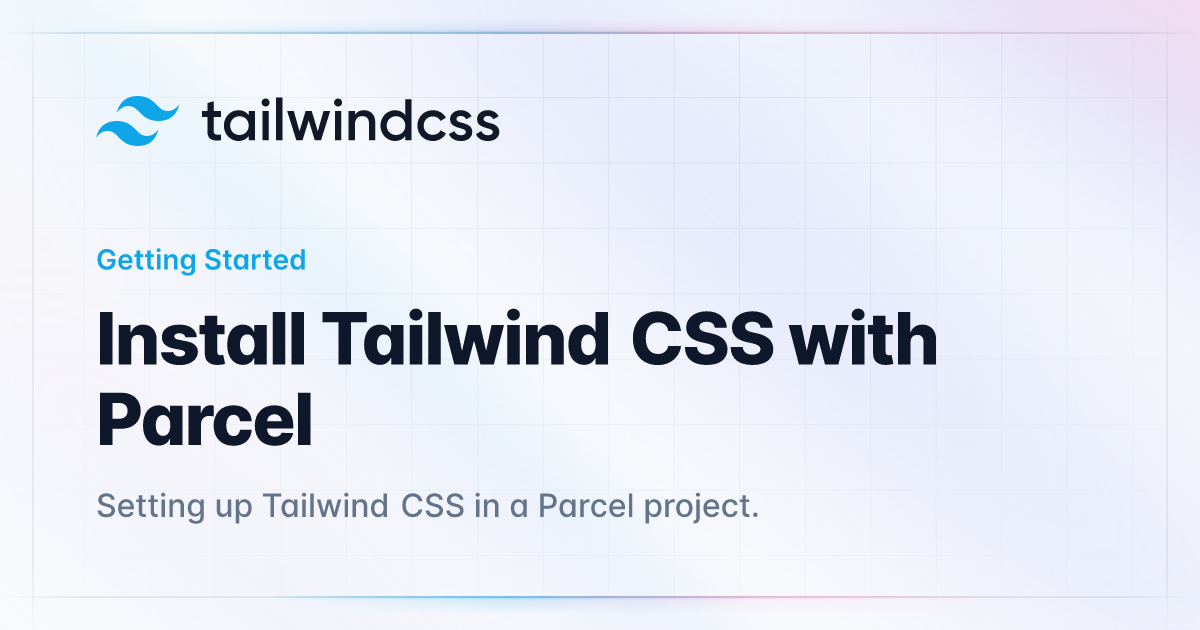 tailwindcss
Getting Started
Install Tailwind CSS with
Parcel
Setting up Tailwind CSS in a Parcel project.